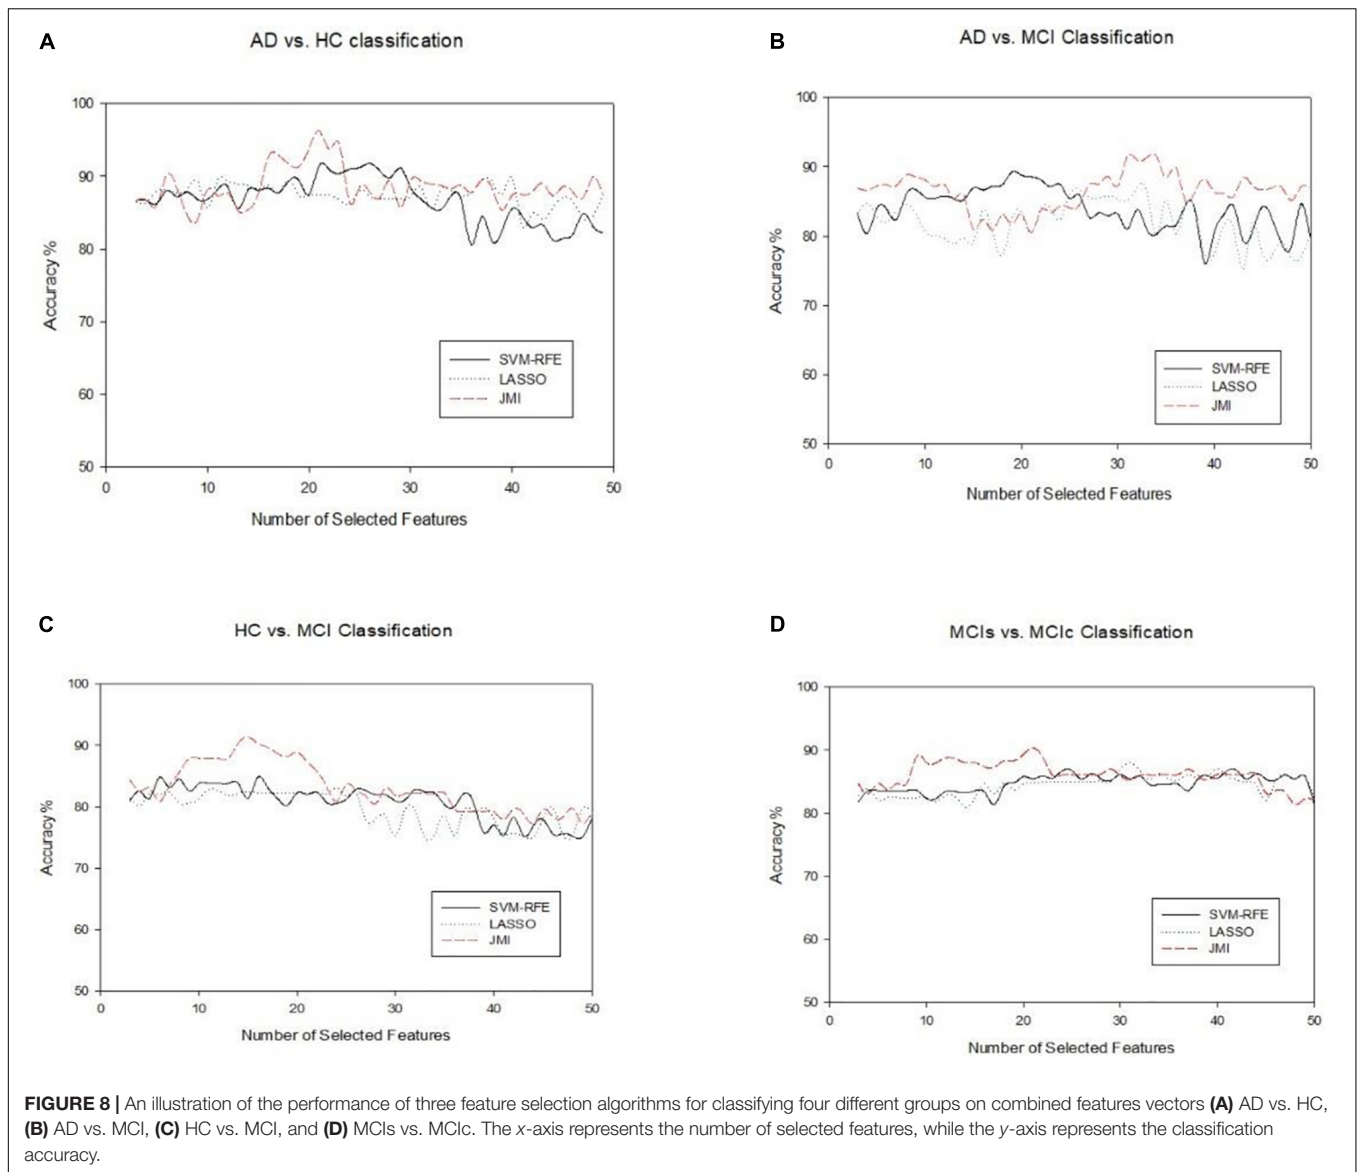 A
AD vs. HC classification
100
90
80
70
60
50
Accuracy %
0 10 20 30 40 50
Number of Selected Features
SVM-RFE
LASSO
JMI
B
AD vs. MCI Classification
100
90
80
70
60
50
Accuracy %
0 10 20 30 40 50
Number of Selected Features
SVM-RFE
LASSO
JMI
C
HC vs. MCI Classification
100
90
80
70
60
50
Accuracy %
0 10 20 30 40 50
Number of Selected Features
SVM-RFE
LASSO
JMI
D
MCIs vs. MCIc Classification
100
90
80
70
60
50
Accuracy %
0 10 20 30 40 50
Number of Selected Features
SVM-RFE
LASSO
JMI
FIGURE 8 | An illustration of the performance of three feature selection algorithms for classifying four different groups on combined features vectors (A) AD vs. HC,
(B) AD vs. MCI, (C) HC vs. MCI, and (D) MCIs vs. MCIc. The x-axis represents the number of selected features, while the y-axis represents the classification
accuracy.